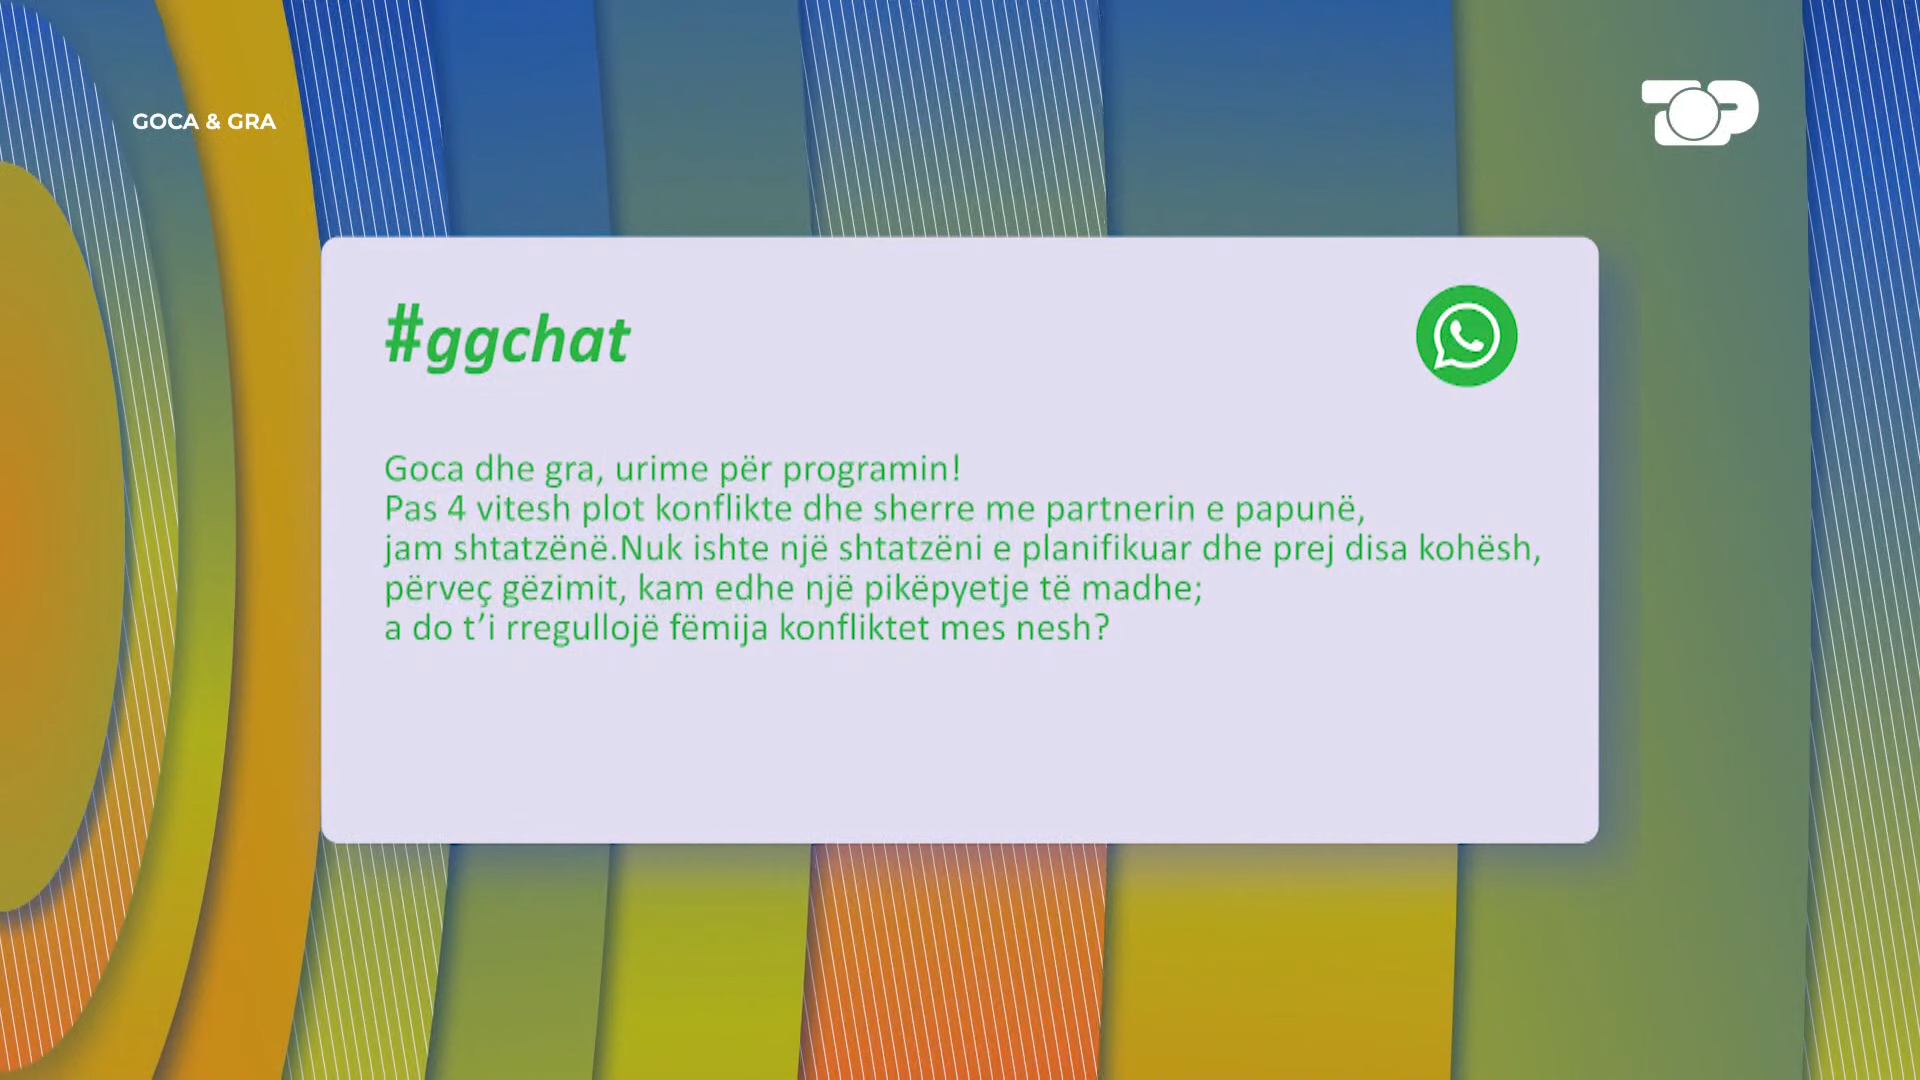 GOCA & GRA
TOP
#ggchat
Goca dhe gra, urime për programin!
Pas 4 vitesh plot konflikte dhe sherre me partnerin e papunë,
jam shtatzënë.Nuk ishte një shtatzëni e planifikuar dhe prej disa kohësh,
përveç gëzimit, kam edhe një pikëpyetje të madhe;
a do t’i rregullojë fëmija konfliktet mes nesh?